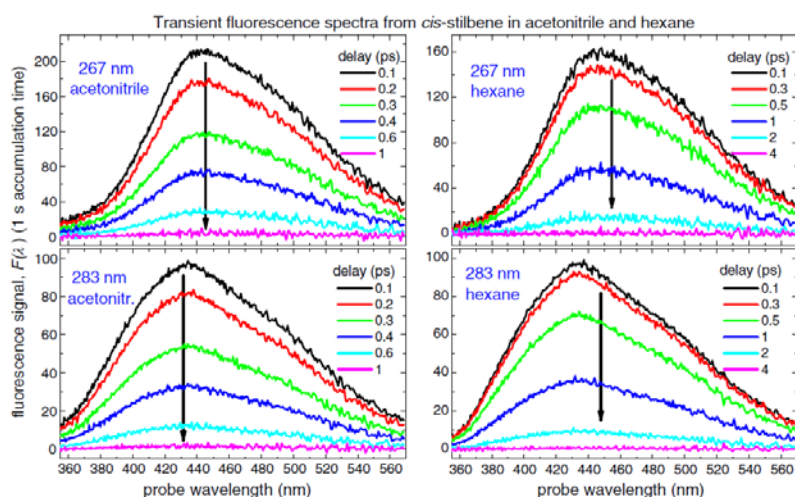 Transient fluorescence spectra from cis-stilbene in acetonitrile and hexane
fluorescence signal, F(λ) (1 s accumulation time)
267 nm
acetonitrile
delay (ps)
0.1
0.2
0.3
0.4
0.6
1
200
160
120
80
40
0
267 nm
hexane
delay (ps)
0.1
0.3
0.5
1
2
4
160
120
80
40
0
283 nm
acetonitr.
delay (ps)
0.1
0.2
0.3
0.4
0.6
1
100
80
60
40
20
0
360 380 400 420 440 460 480 500 520 540 560
probe wavelength (nm)
283 nm
hexane
delay (ps)
0.1
0.3
0.5
1
2
4
100
80
60
40
20
0
360 380 400 420 440 460 480 500 520 540 560
probe wavelength (nm)